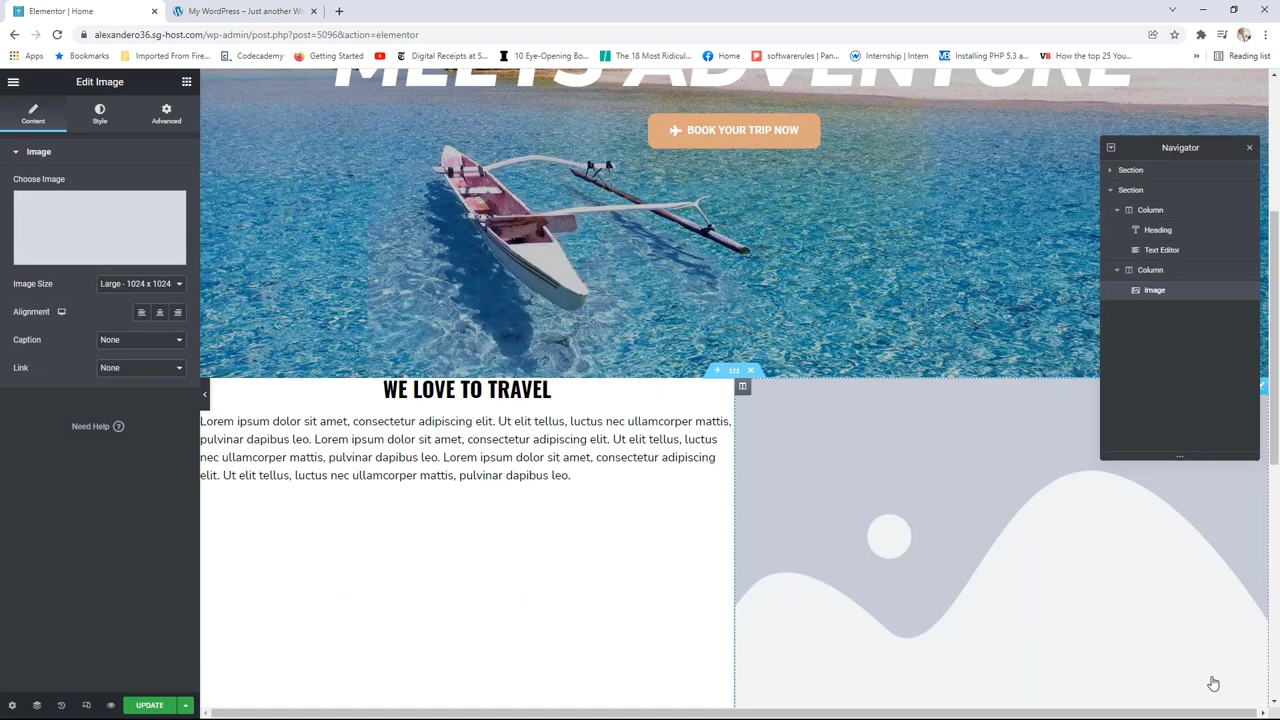 Elementor | Home
My WordPress – Just another Wo
alexandero36.sg-host.com/wp-admin/post.php?post=5096&action=elementor
Apps
Bookmarks
Imported From Firef...
Codecademy
Getting Started
Digital Receipts at S...
10 Eye-Opening Bo...
The 18 Most Ridicul...
Home
softwarerules | Pan...
Internship | Intern
Installing PHP 5.3 a...
How the top 25 You...
»
Reading list
Edit Image
Content
Style
Advanced
Image
Choose Image
Image Size
Large - 1024 x 1024
Alignment
Caption
None
Link
None
Need Help ?
UPDATE
MEETS ADVENTURE
BOOK YOUR TRIP NOW
WE LOVE TO TRAVEL
Lorem ipsum dolor sit amet, consectetur adipiscing elit. Ut elit tellus, luctus nec ullamcorper mattis,
pulvinar dapibus leo. Lorem ipsum dolor sit amet, consectetur adipiscing elit. Ut elit tellus, luctus
nec ullamcorper mattis, pulvinar dapibus leo. Lorem ipsum dolor sit amet, consectetur adipiscing
elit. Ut elit tellus, luctus nec ullamcorper mattis, pulvinar dapibus leo.
Navigator
Section
Section
Column
Heading
Text Editor
Column
Image